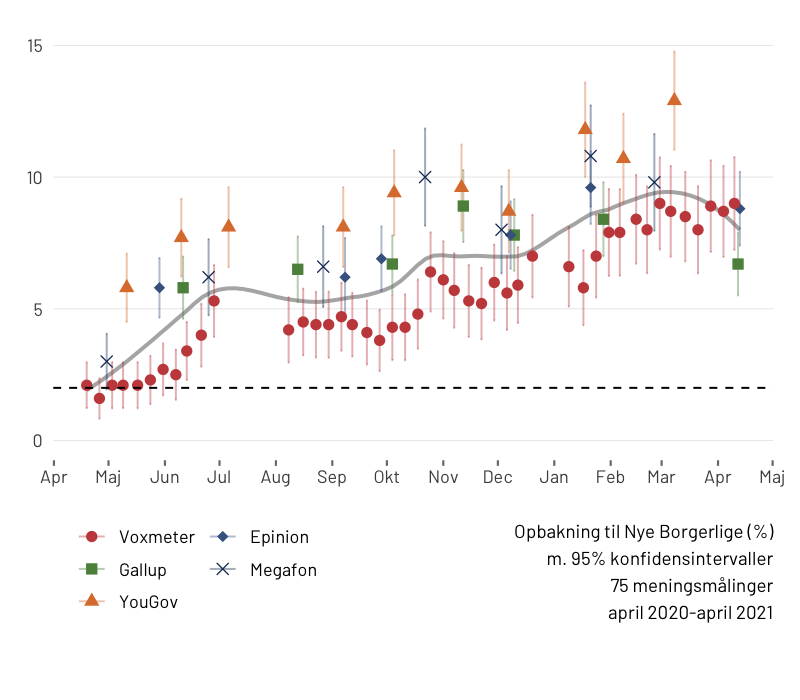 15
10
5
0
Apr Maj Jun Jul Aug Sep Okt Nov Dec Jan Feb Mar Apr Maj
Voxmeter
Gallup
YouGov
Epinion
Megafon
Opbakning til Nye Borgerlige (%)
m. 95% konfidensintervaller
75 meningsmålinger
april 2020-april 2021